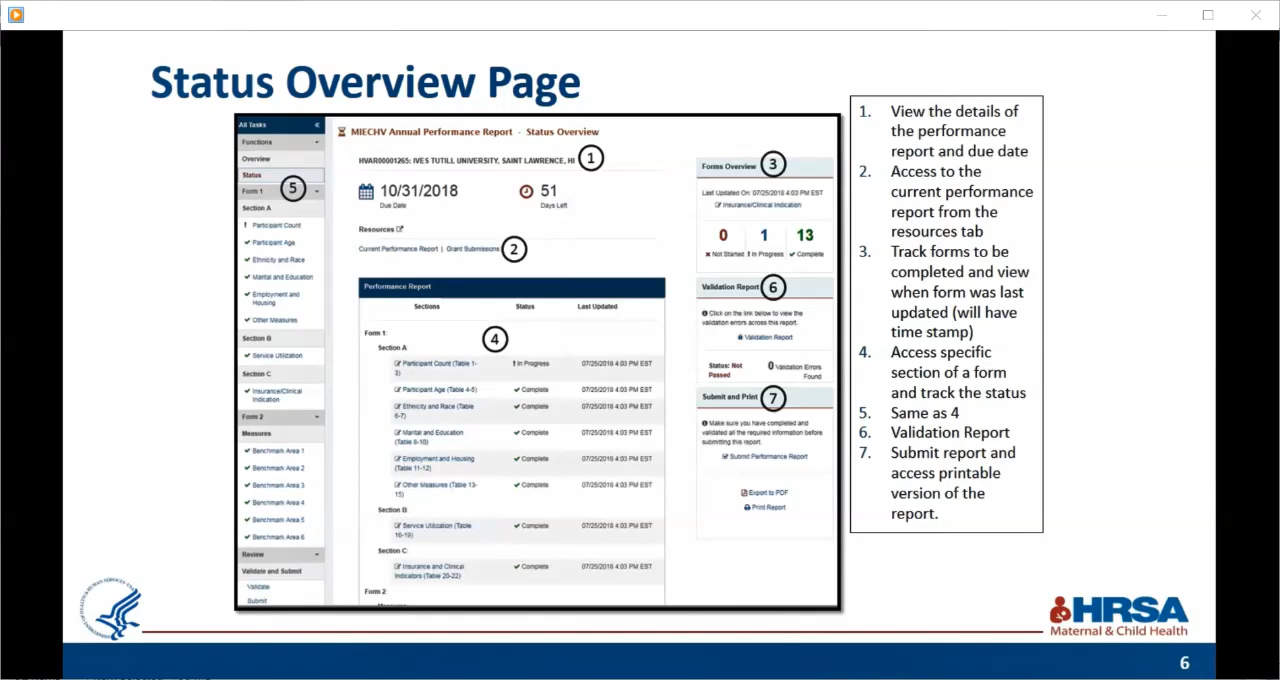 Status Overview Page
All Tasks «
Functions
Overview
Status
Form 1
5
Section A
! Participant Count
✔ Participant Age
✔ Ethnicity and Race
✔ Marital and Education
✔ Employment and
Housing
✔ Other Measures
Section B
✔ Service Utilization
Section C
✔ Insurance/Clinical
Indication
Form 2
Measures
✔ Benchmark Area 1
✔ Benchmark Area 2
✔ Benchmark Area 3
✔ Benchmark Area 4
✔ Benchmark Area 5
✔ Benchmark Area 6
Review
Validate and Submit
Validate
Submit
MIECHV Annual Performance Report - Status Overview
HVAR00001265: IVES TUTILL UNIVERSITY, SAINT LAWRENCE, HI
1
10/31/2018
Due Date
51
Days Left
Resources
Current Performance Report | Grant Submissions
2
Performance Report
Sections Status Last Updated
4
Form 1:
Section A:
Participant Count (Table 1-
3)
! In Progress 07/25/2018 4:03 PM EST
Participant Age (Table 4-5) ✔ Complete 07/25/2018 4:03 PM EST
Ethnicity and Race (Table
6-7)
✔ Complete 07/25/2018 4:03 PM EST
Marital and Education
(Table 8-10)
✔ Complete 07/25/2018 4:03 PM EST
Employment and Housing
(Table 11-12)
✔ Complete 07/25/2018 4:03 PM EST
Other Measures (Table 13-
15)
✔ Complete 07/25/2018 4:03 PM EST
Section B:
Service Utilization (Table
16-19)
✔ Complete 07/25/2018 4:03 PM EST
Section C:
Insurance and Clinical
Indicators (Table 20-22)
✔ Complete 07/25/2018 4:03 PM EST
Form 2:
Forms Overview
3
Last Updated On: 07/25/2018 4:03 PM EST
Insurance/Clinical Indication
0 1 13
✖ Not Started ! In Progress ✔ Complete
Validation Report
6
Click on the link below to view the
validation errors across this report.
Validation Report
Status: Not
Passed
0 Validation Errors
Found
Submit and Print
7
Make sure you have completed and
validated all the required information before
submitting this report.
Submit Performance Report
Export to PDF
Print Report
1. View the details of
the performance
report and due date
2. Access to the
current performance
report from the
resources tab
3. Track forms to be
completed and view
when form was last
updated (will have
time stamp)
4. Access specific
section of a form
and track the status
5. Same as 4
6. Validation Report
7. Submit report and
access printable
version of the
report.
HRSA
Maternal & Child Health
6